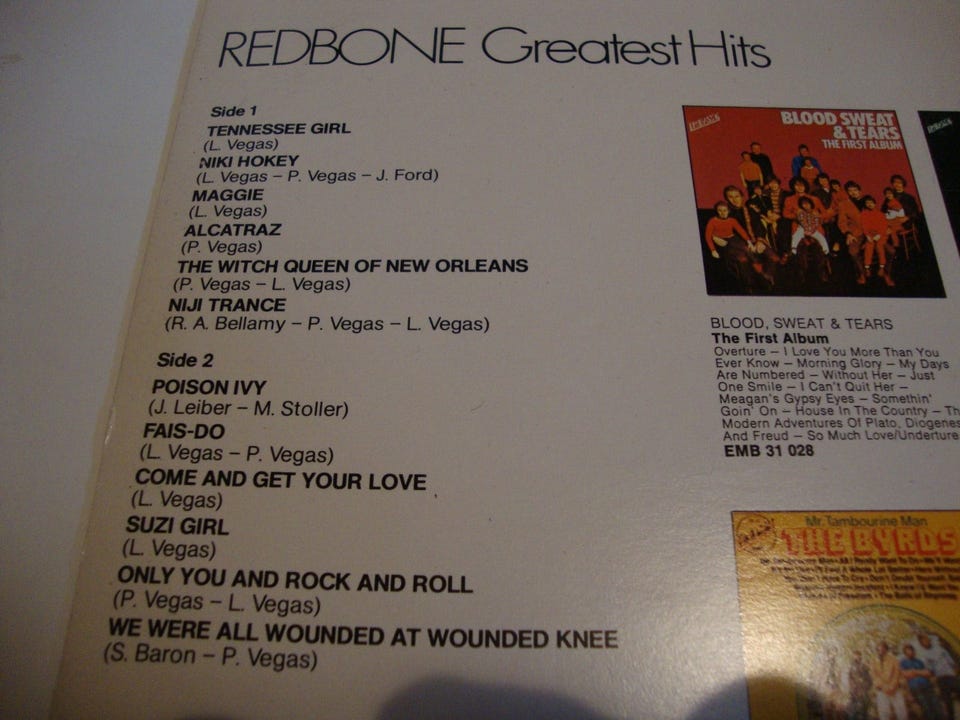 REDBONE Greatest Hits
Side 1
TENNESSEE GIRL
(L. Vegas)
NIKI HOKEY
(L. Vegas – P. Vegas – J. Ford)
MAGGIE
(L. Vegas)
ALCATRAZ
(P. Vegas)
THE WITCH QUEEN OF NEW ORLEANS
(P. Vegas – L. Vegas)
NIJI TRANCE
(R. A. Bellamy – P. Vegas – L. Vegas)
Side 2
POISON IVY
(J. Leiber – M. Stoller)
FAIS-DO
(L. Vegas – P. Vegas)
COME AND GET YOUR LOVE
(L. Vegas)
SUZI GIRL
(L. Vegas)
ONLY YOU AND ROCK AND ROLL
(P. Vegas – L. Vegas)
WE WERE ALL WOUNDED AT WOUNDED KNEE
(S. Baron – P. Vegas)
BLOOD SWEAT
& TEARS
THE FIRST ALBUM
BLOOD, SWEAT & TEARS
The First Album
Overture – I Love You More Than You
Ever Know – Morning Glory – My Days
Are Numbered – Without Her – Just
One Smile – I Can't Quit Her –
Meagan's Gypsy Eyes – Somethin'
Goin' On – House In The Country – Th
Modern Adventures Of Plato, Diogenes
And Freud – So Much Love/Underture
EMB 31 028
Mr. Tambourine Man
THE BYRDS